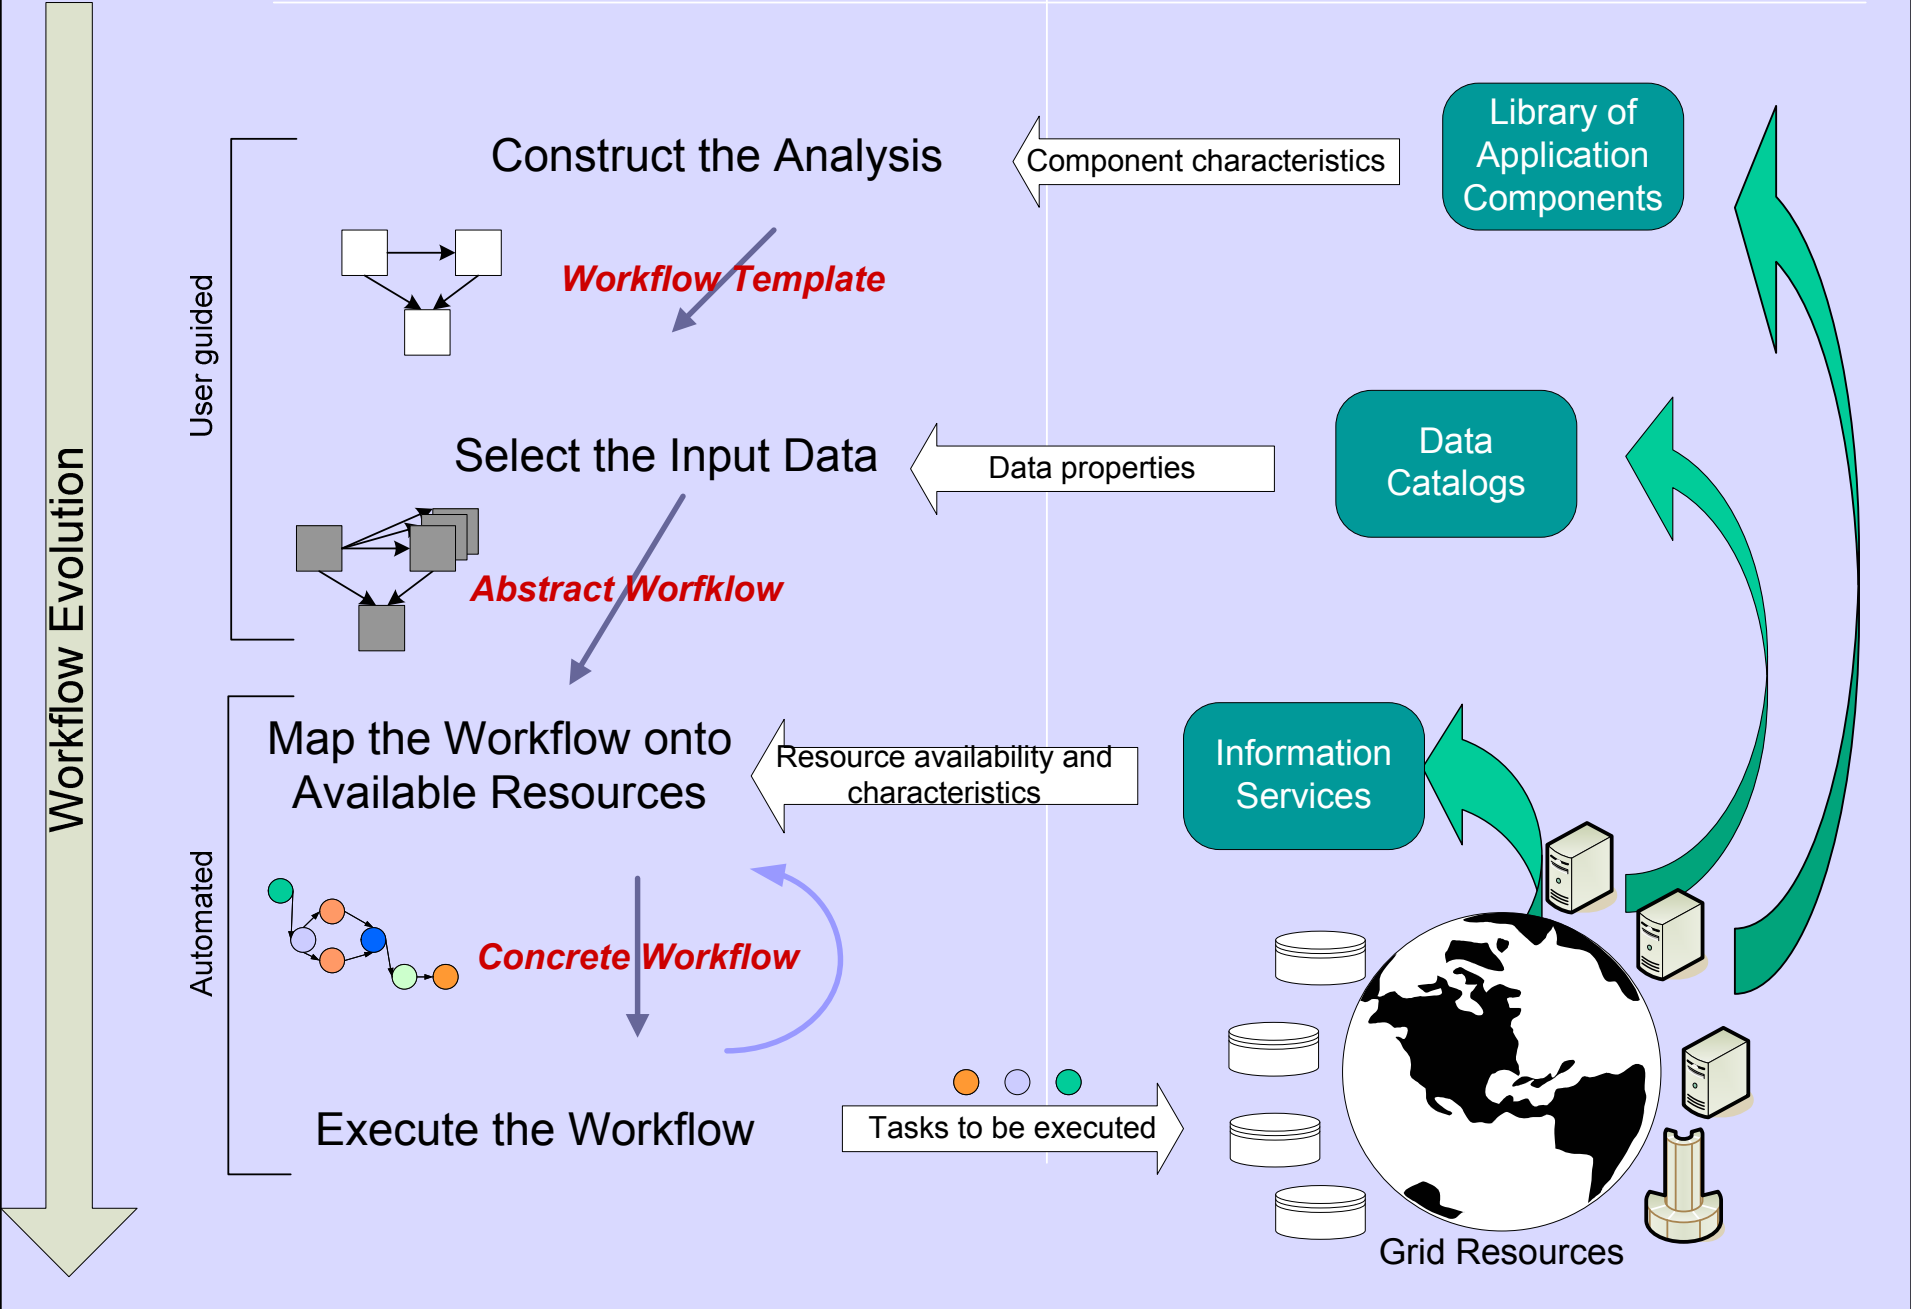 Workflow Evolution
User guided
Construct the Analysis
Component characteristics
Library of
Application
Components
Workflow Template
Select the Input Data
Data properties
Data
Catalogs
Abstract Worfklow
Automated
Map the Workflow onto
Available Resources
Resource availability and
characteristics
Information
Services
Concrete Workflow
Execute the Workflow
Tasks to be executed
Grid Resources